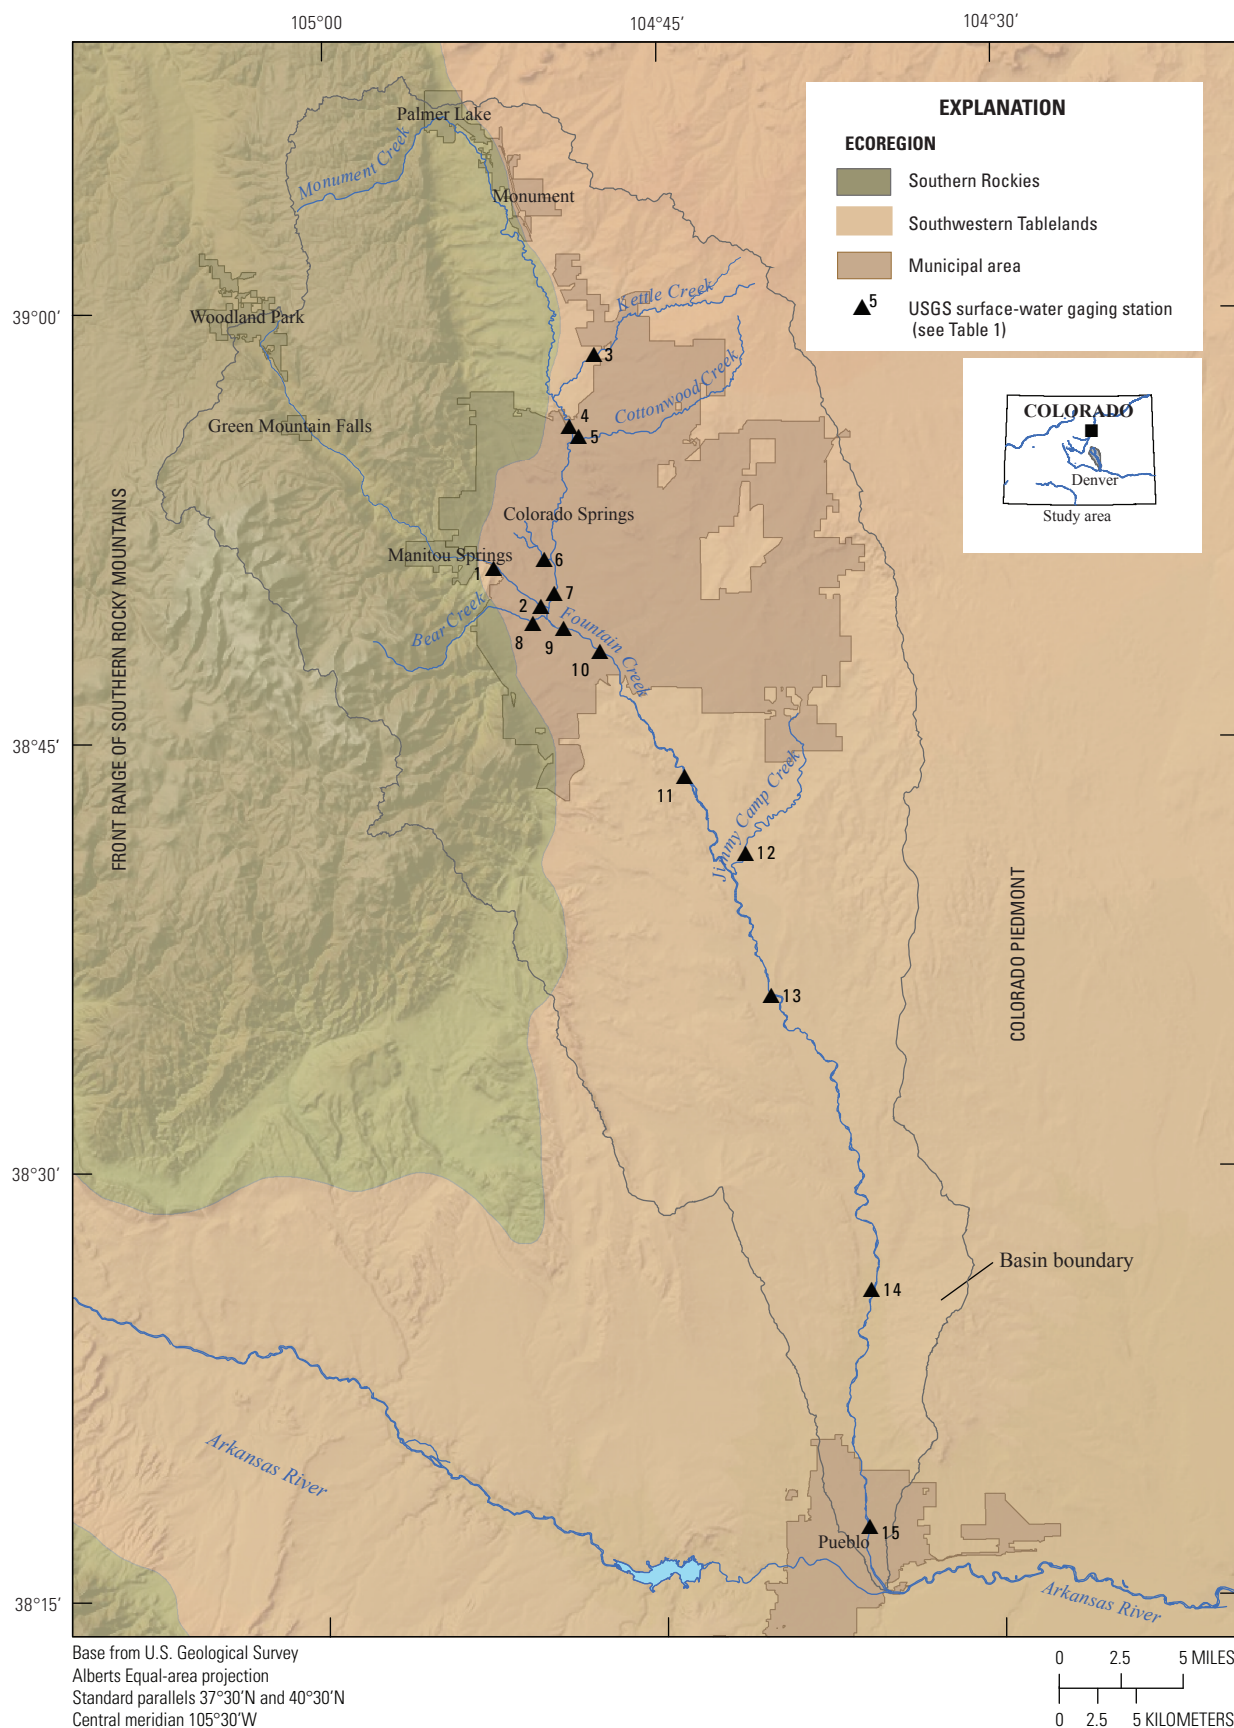 105°00
104°45'
104°30'
EXPLANATION
ECOREGION
Southern Rockies
Southwestern Tablelands
Municipal area
5
USGS surface-water gaging station
(see Table 1)
COLORADO
Denver
Study area
Palmer Lake
Monument Creek
Monument
Kettle Creek
39°00'
Woodland Park
3
Cottonwood Creek
4
5
Green Mountain Falls
Colorado Springs
Manitou Springs
1
6
7
2
Bear Creek
8
9
Fountain Creek
10
FRONT RANGE OF SOUTHERN ROCKY MOUNTAINS
38°45'
11
Jimmy Camp Creek
12
COLORADO PIEDMONT
13
38°30'
Basin boundary
14
Arkansas River
15
Pueblo
38°15'
Arkansas River
Base from U.S. Geological Survey
Alberts Equal-area projection
Standard parallels 37°30'N and 40°30'N
Central meridian 105°30'W
0 2.5 5 MILES
0 2.5 5 KILOMETERS